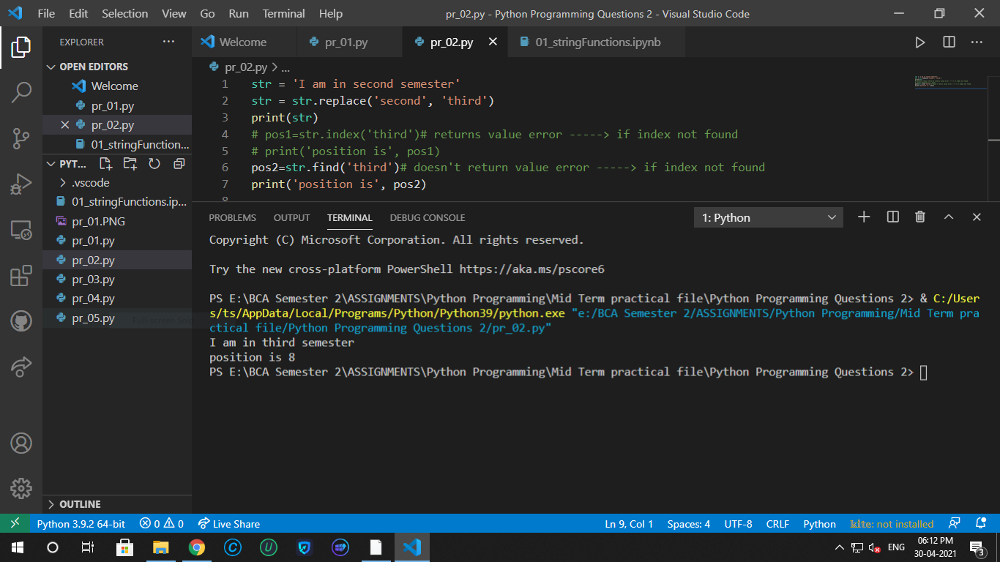 File Edit Selection View Go Run Terminal Help pr_02.py - Python Programming Questions 2 - Visual Studio Code
EXPLORER
Welcome pr_01.py pr_02.py 01_stringFunctions.ipynb
OPEN EDITORS
Welcome
pr_01.py
pr_02.py
01_stringFunction...
PYT...
.vscode
01_stringFunctions.ip...
pr_01.PNG
pr_01.py
pr_02.py
pr_03.py
pr_04.py
pr_05.py
OUTLINE
pr_02.py > ...
1 str = 'I am in second semester'
2 str = str.replace('second', 'third')
3 print(str)
4 # pos1=str.index('third')# returns value error -----> if index not found
5 # print('position is', pos1)
6 pos2=str.find('third')# doesn't return value error -----> if index not found
7 print('position is', pos2)
8
PROBLEMS OUTPUT TERMINAL DEBUG CONSOLE 1: Python
Copyright (C) Microsoft Corporation. All rights reserved.
Try the new cross-platform PowerShell https://aka.ms/pscore6
PS E:\BCA Semester 2\ASSIGNMENTS\Python Programming\Mid Term practical file\Python Programming Questions 2> & C:/User
s/ts/AppData/Local/Programs/Python/Python39/python.exe "e:/BCA Semester 2/ASSIGNMENTS/Python Programming/Mid Term pra
ctical file/Python Programming Questions 2/pr_02.py"
I am in third semester
position is 8
PS E:\BCA Semester 2\ASSIGNMENTS\Python Programming\Mid Term practical file\Python Programming Questions 2>
Python 3.9.2 64-bit 0 0 Live Share Ln 9, Col 1 Spaces: 4 UTF-8 CRLF Python kite: not installed
ENG 06:12 PM
30-04-2021 3